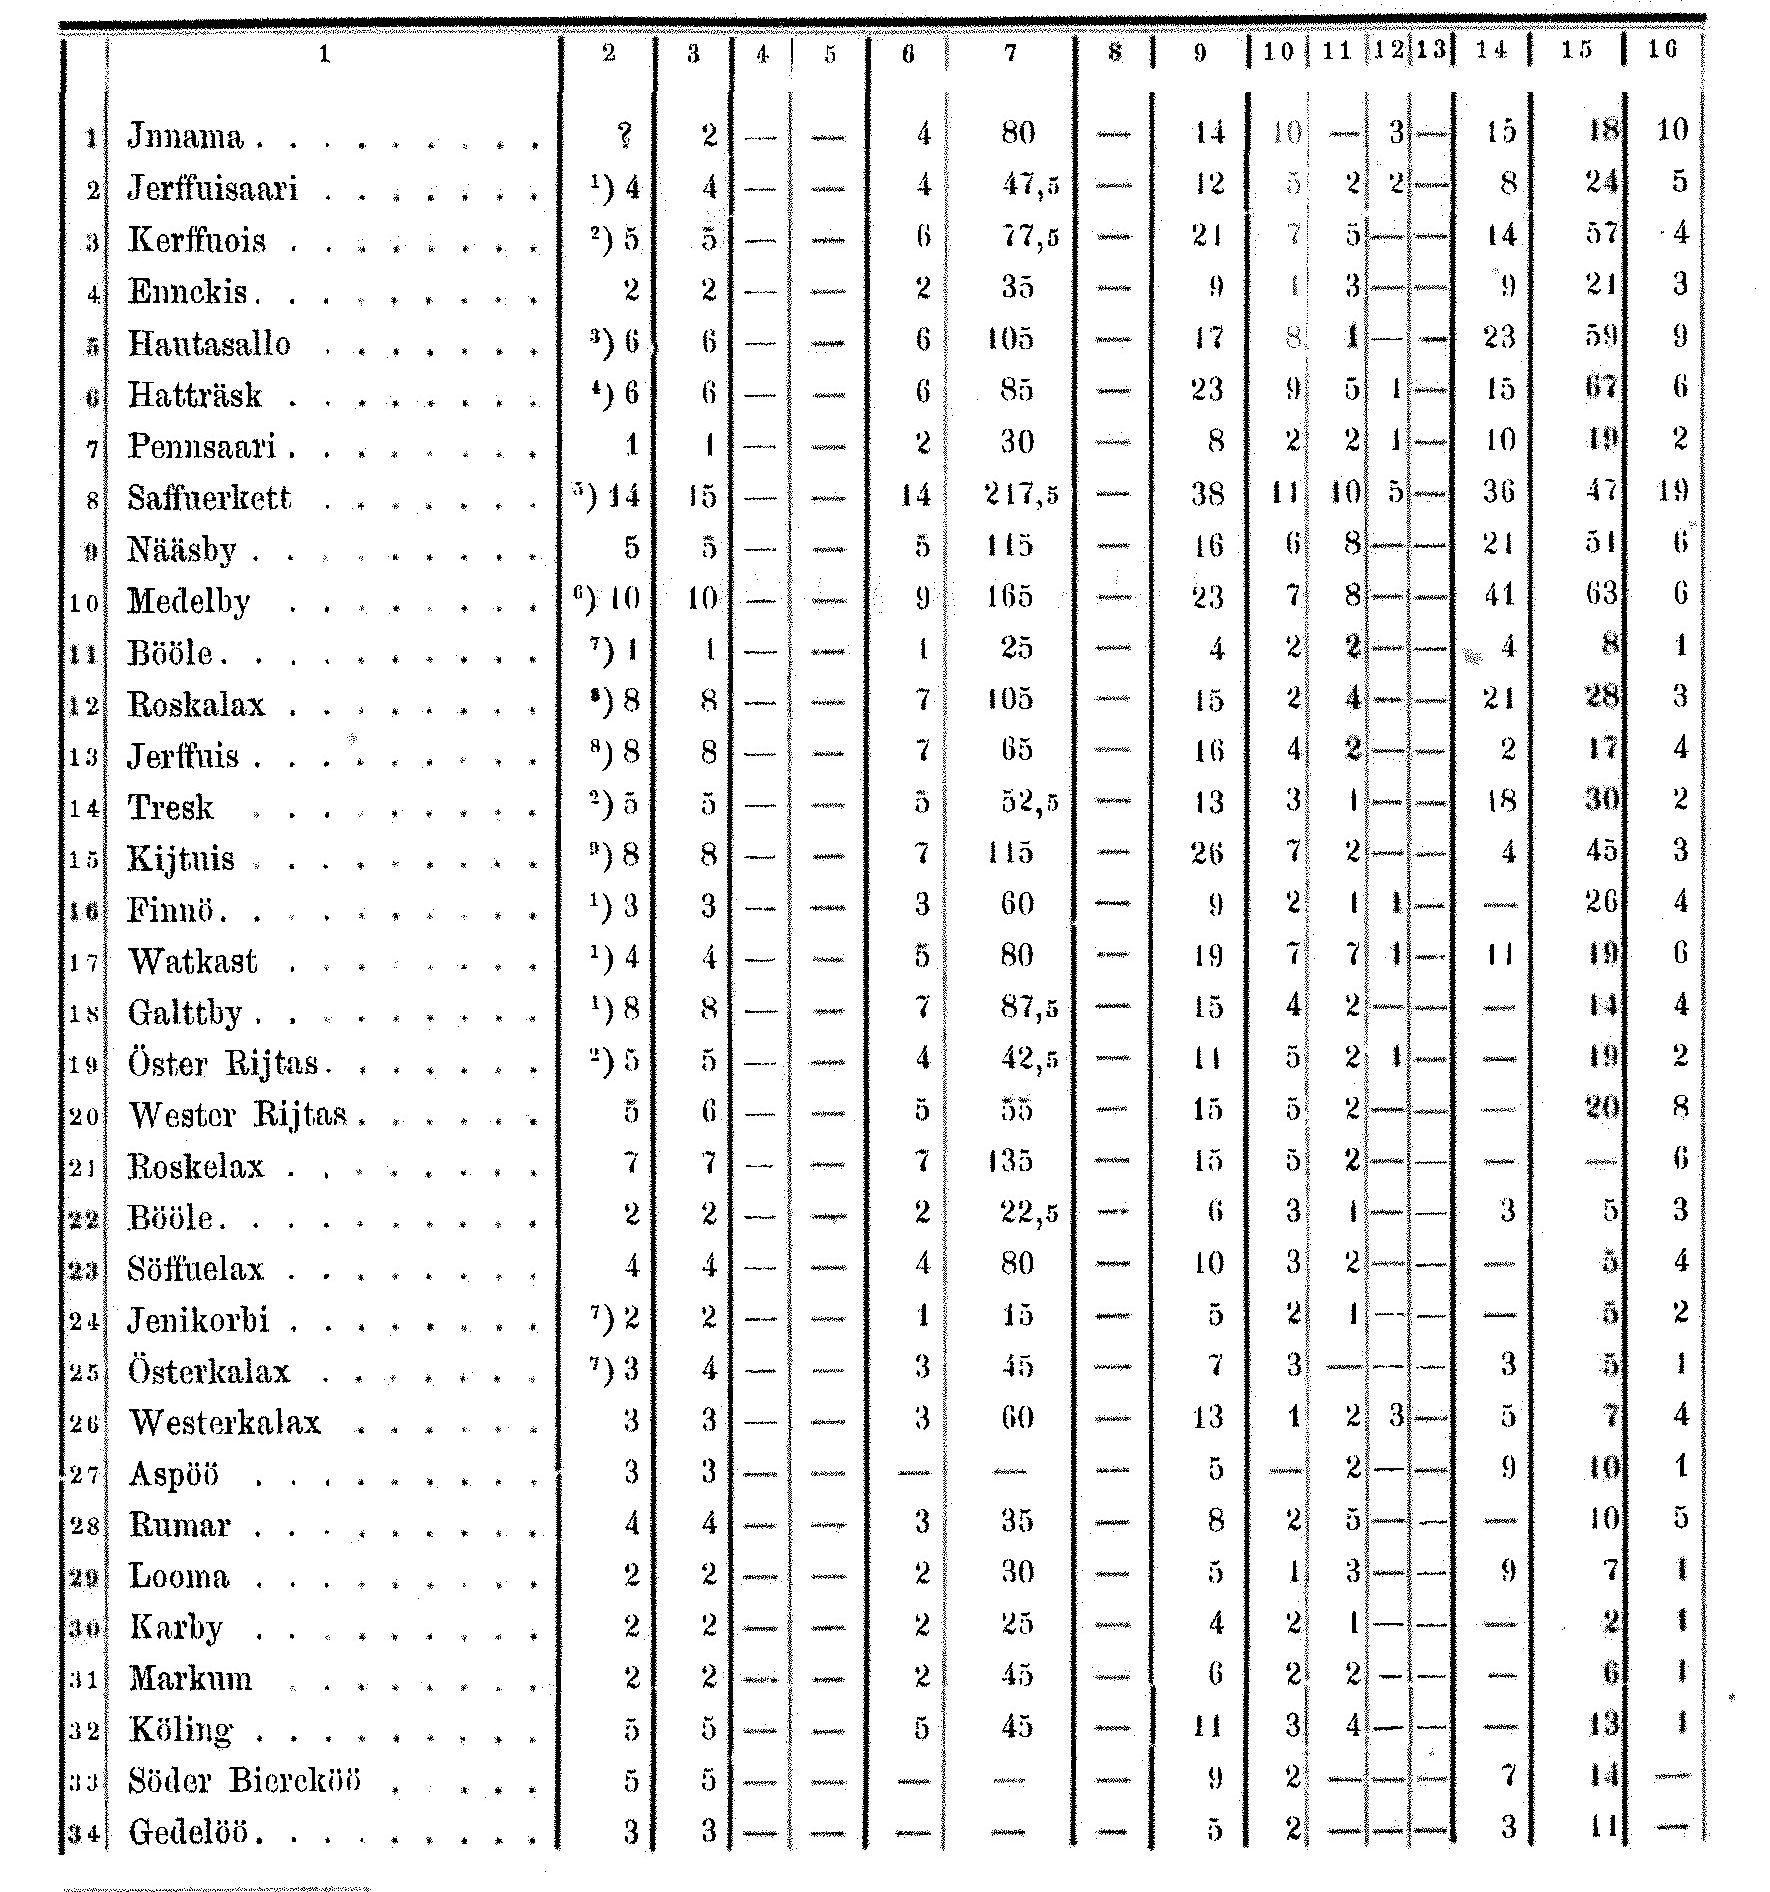 1 2 3 4 5 6 7 8 9 10 11 12 13 14 15 16
1 Jnnama . . . . . . . . . ? 2 — — 4 80 — 14 10 — 3 — 15 18 10
2 Jerffuisaari . . . . . . . ¹) 4 4 — — 4 47,5 — 12 5 2 2 — 8 24 5
3 Kerffuois . . . . . . . . ²) 5 5 — — 6 77,5 — 21 7 5 — — 14 57 4
4 Ennekis . . . . . . . . . 2 2 — — 2 35 — 9 1 3 — — 9 21 3
5 Hautasallo . . . . . . . ³) 6 6 — — 6 105 — 17 8 1 — — 23 59 9
6 Hatträsk . . . . . . . . ⁴) 6 6 — — 6 85 — 23 9 5 1 — 15 67 6
7 Pennsaari . . . . . . . . 1 1 — — 2 30 — 8 2 2 1 — 10 19 2
8 Saffuerkett . . . . . . . ⁵) 14 15 — — 14 217,5 — 38 11 10 5 — 36 47 19
9 Nääsby . . . . . . . . . 5 5 — — 5 115 — 16 6 8 — — 21 51 6
10 Medelby . . . . . . . . ⁶) 10 10 — — 9 165 — 23 7 8 — — 41 63 6
11 Bööle . . . . . . . . . . ⁷) 1 1 — — 1 25 — 4 2 2 — — 4 8 1
12 Roskalax . . . . . . . . ⁸) 8 8 — — 7 105 — 15 2 4 — — 21 28 3
13 Jerffuis . . . . . . . . . ⁸) 8 8 — — 7 65 — 16 4 2 — — 2 17 4
14 Tresk . . . . . . . . . ²) 5 5 — — 5 52,5 — 13 3 1 — — 18 30 2
15 Kijtuis . . . . . . . . . ⁹) 8 8 — — 7 115 — 26 7 2 — — 4 45 3
16 Finnö . . . . . . . . . . ¹) 3 3 — — 3 60 — 9 2 1 1 — — 26 4
17 Watkast . . . . . . . . ¹) 4 4 — — 5 80 — 19 7 7 1 — 11 19 6
18 Galttby . . . . . . . . . ¹) 8 8 — — 7 87,5 — 15 4 2 — — — 14 4
19 Öster Rijtas . . . . . . . ²) 5 5 — — 4 42,5 — 11 5 2 1 — — 19 2
20 Wester Rijtas . . . . . . 5 6 — — 5 55 — 15 5 2 — — — 20 8
21 Roskelax . . . . . . . . 7 7 — — 7 135 — 15 5 2 — — — — 6
22 Bööle . . . . . . . . . . 2 2 — — 2 22,5 — 6 3 1 — — 3 5 3
23 Söffuelax . . . . . . . . 4 4 — — 4 80 — 10 3 2 — — — 5 4
24 Jenikorbi . . . . . . . . ⁷) 2 2 — — 1 15 — 5 2 1 — — — 5 2
25 Österkalax . . . . . . . ⁷) 3 4 — — 3 45 — 7 3 — — — 3 5 1
26 Westerkalax . . . . . . 3 3 — — 3 60 — 13 1 2 3 — 5 7 4
27 Aspöö . . . . . . . . . 3 3 — — — — — 5 — 2 — — 9 10 1
28 Rumar . . . . . . . . . 4 4 — — 3 35 — 8 2 5 — — — 10 5
29 Looma . . . . . . . . . 2 2 — — 2 30 — 5 1 3 — — 9 7 1
30 Karby . . . . . . . . . 2 2 — — 2 25 — 4 2 1 — — — 2 1
31 Markum . . . . . . . . 2 2 — — 2 45 — 6 2 2 — — — 6 1
32 Köling . . . . . . . . . 5 5 — — 5 45 — 11 3 4 — — — 13 1
33 Söder Biercköö . . . . . 5 5 — — — — — 9 2 — — — 7 14 —
34 Gedelöö . . . . . . . . . 3 3 — — — — — 5 2 — — — 3 11 —